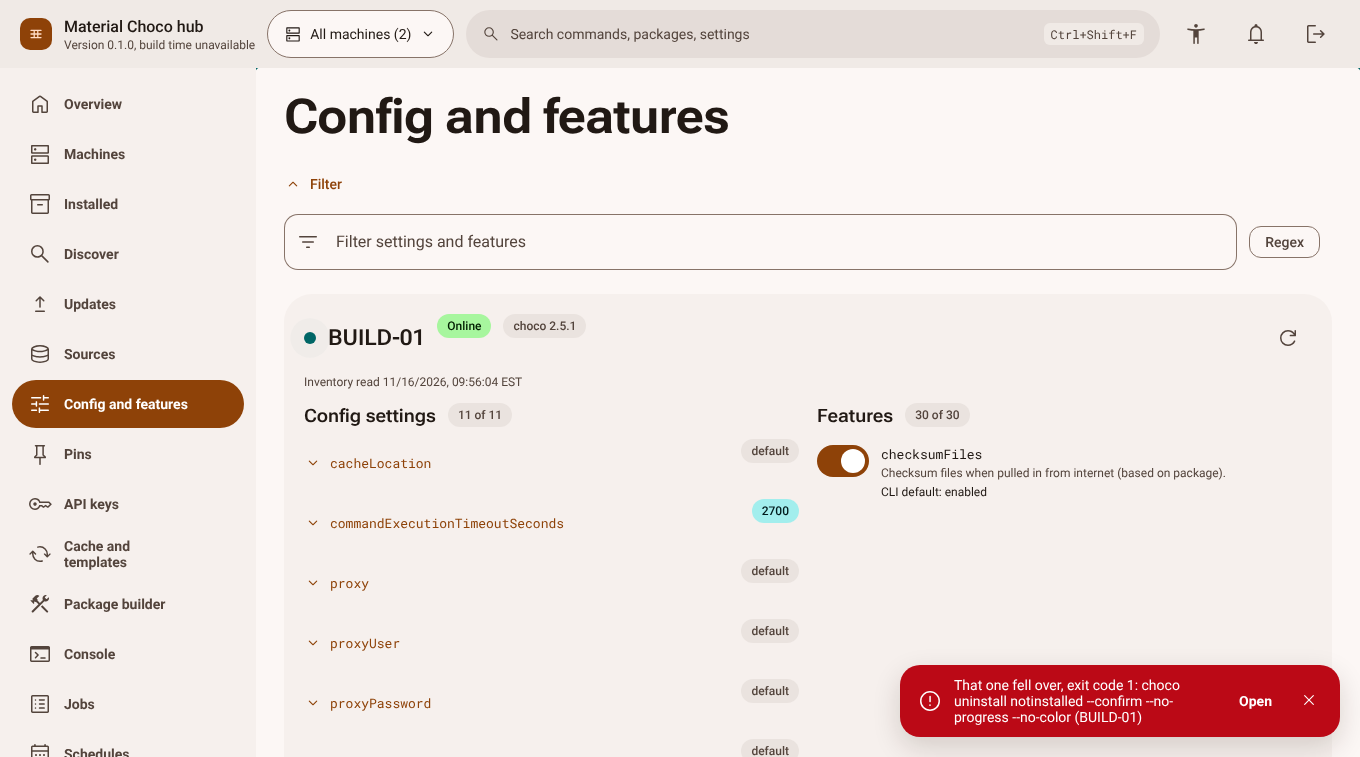 Material Choco hub
Version 0.1.0, build time unavailable
All machines (2)
Search commands, packages, settings
Ctrl+Shift+F
Overview
Machines
Installed
Discover
Updates
Sources
Config and features
Pins
API keys
Cache and
templates
Package builder
Console
Jobs
Schedules
Config and features
Filter
Filter settings and features
Regex
BUILD-01
Online
choco 2.5.1
Inventory read 11/16/2026, 09:56:04 EST
Config settings
11 of 11
cacheLocation
default
commandExecutionTimeoutSeconds
2700
proxy
default
proxyUser
default
proxyPassword
default
default
Features
30 of 30
checksumFiles
Checksum files when pulled in from internet (based on package).
CLI default: enabled
That one fell over, exit code 1: choco
uninstall notinstalled --confirm --no-
progress --no-color (BUILD-01)
Open